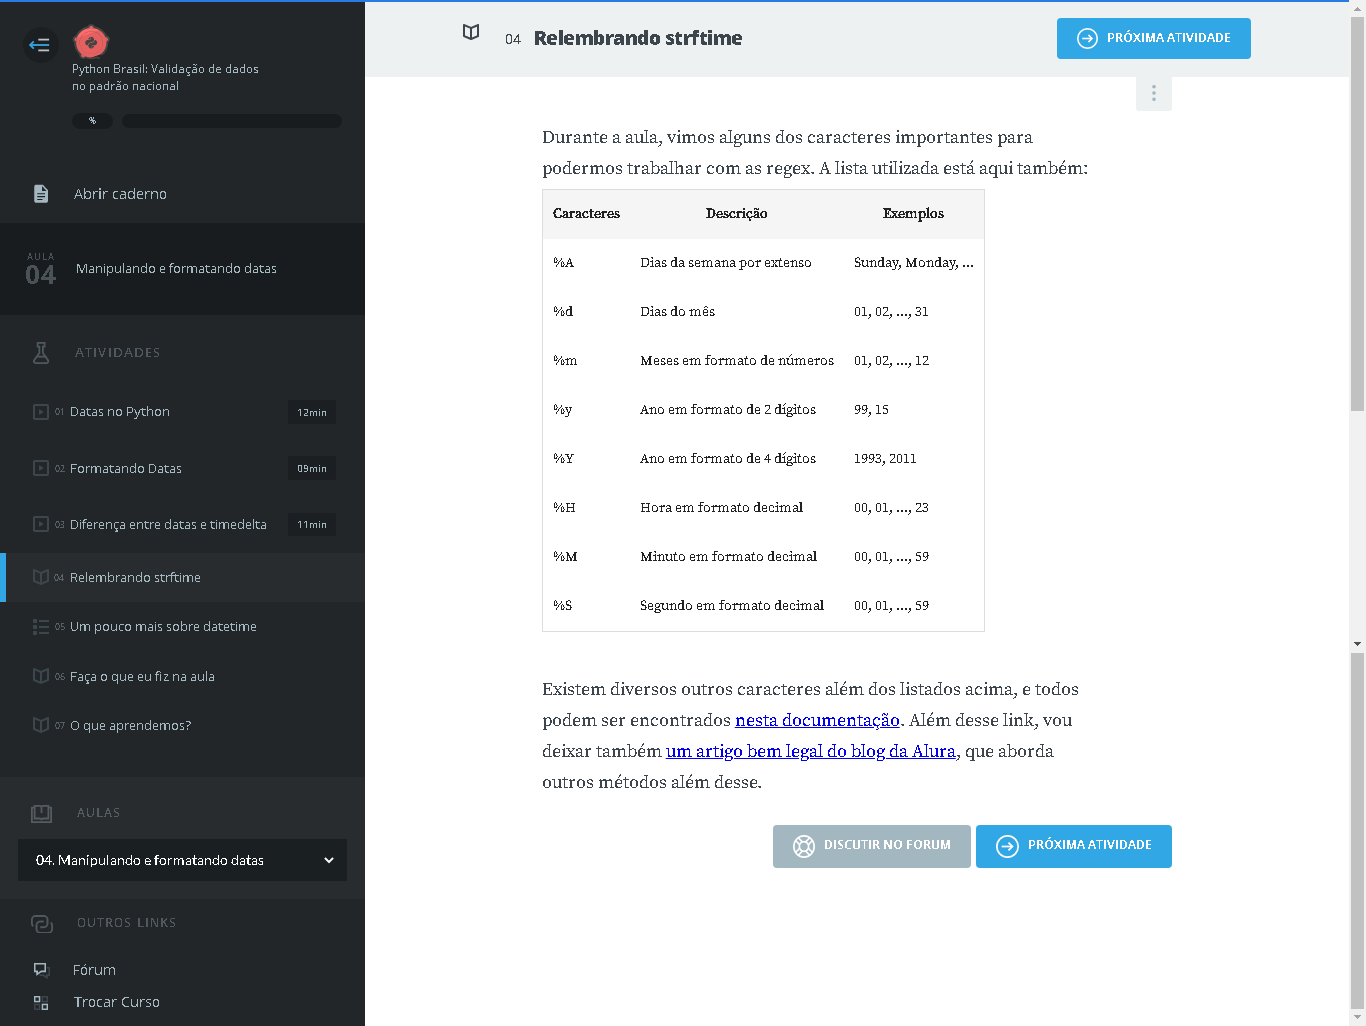 Python Brasil: Validação de dados
no padrão nacional
%
Abrir caderno
AULA
04
Manipulando e formatando datas
ATIVIDADES
01 Datas no Python 12min
02 Formatando Datas 09min
03 Diferença entre datas e timedelta 11min
04 Relembrando strftime
05 Um pouco mais sobre datetime
06 Faça o que eu fiz na aula
07 O que aprendemos?
AULAS
04. Manipulando e formatando datas
OUTROS LINKS
Fórum
Trocar Curso
04 Relembrando strftime
PRÓXIMA ATIVIDADE
Durante a aula, vimos alguns dos caracteres importantes para
podermos trabalhar com as regex. A lista utilizada está aqui também:
Caracteres Descrição Exemplos
%A Dias da semana por extenso Sunday, Monday, ...
%d Dias do mês 01, 02, ..., 31
%m Meses em formato de números 01, 02, ..., 12
%y Ano em formato de 2 dígitos 99, 15
%Y Ano em formato de 4 dígitos 1993, 2011
%H Hora em formato decimal 00, 01, ..., 23
%M Minuto em formato decimal 00, 01, ..., 59
%S Segundo em formato decimal 00, 01, ..., 59
Existem diversos outros caracteres além dos listados acima, e todos
podem ser encontrados nesta documentação. Além desse link, vou
deixar também um artigo bem legal do blog da Alura, que aborda
outros métodos além desse.
DISCUTIR NO FORUM
PRÓXIMA ATIVIDADE